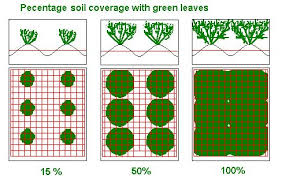 Pecentage soil coverage with green leaves
15 % 50% 100%